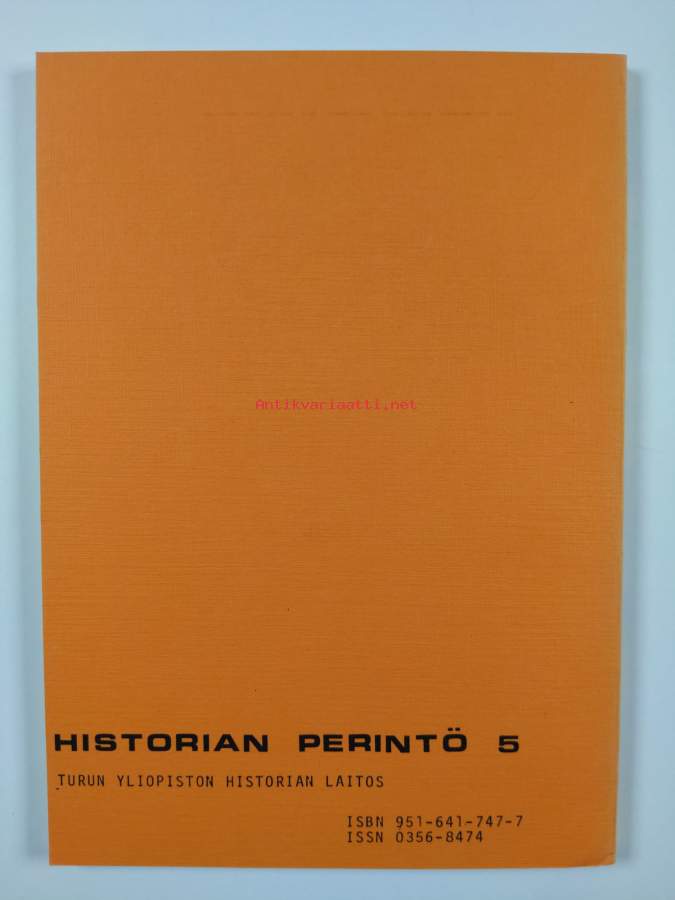 Antikvariaatti.net
HISTORIAN PERINTÖ 5
TURUN YLIOPISTON HISTORIAN LAITOS
ISBN 951-641-747-7
ISSN 0356-8474